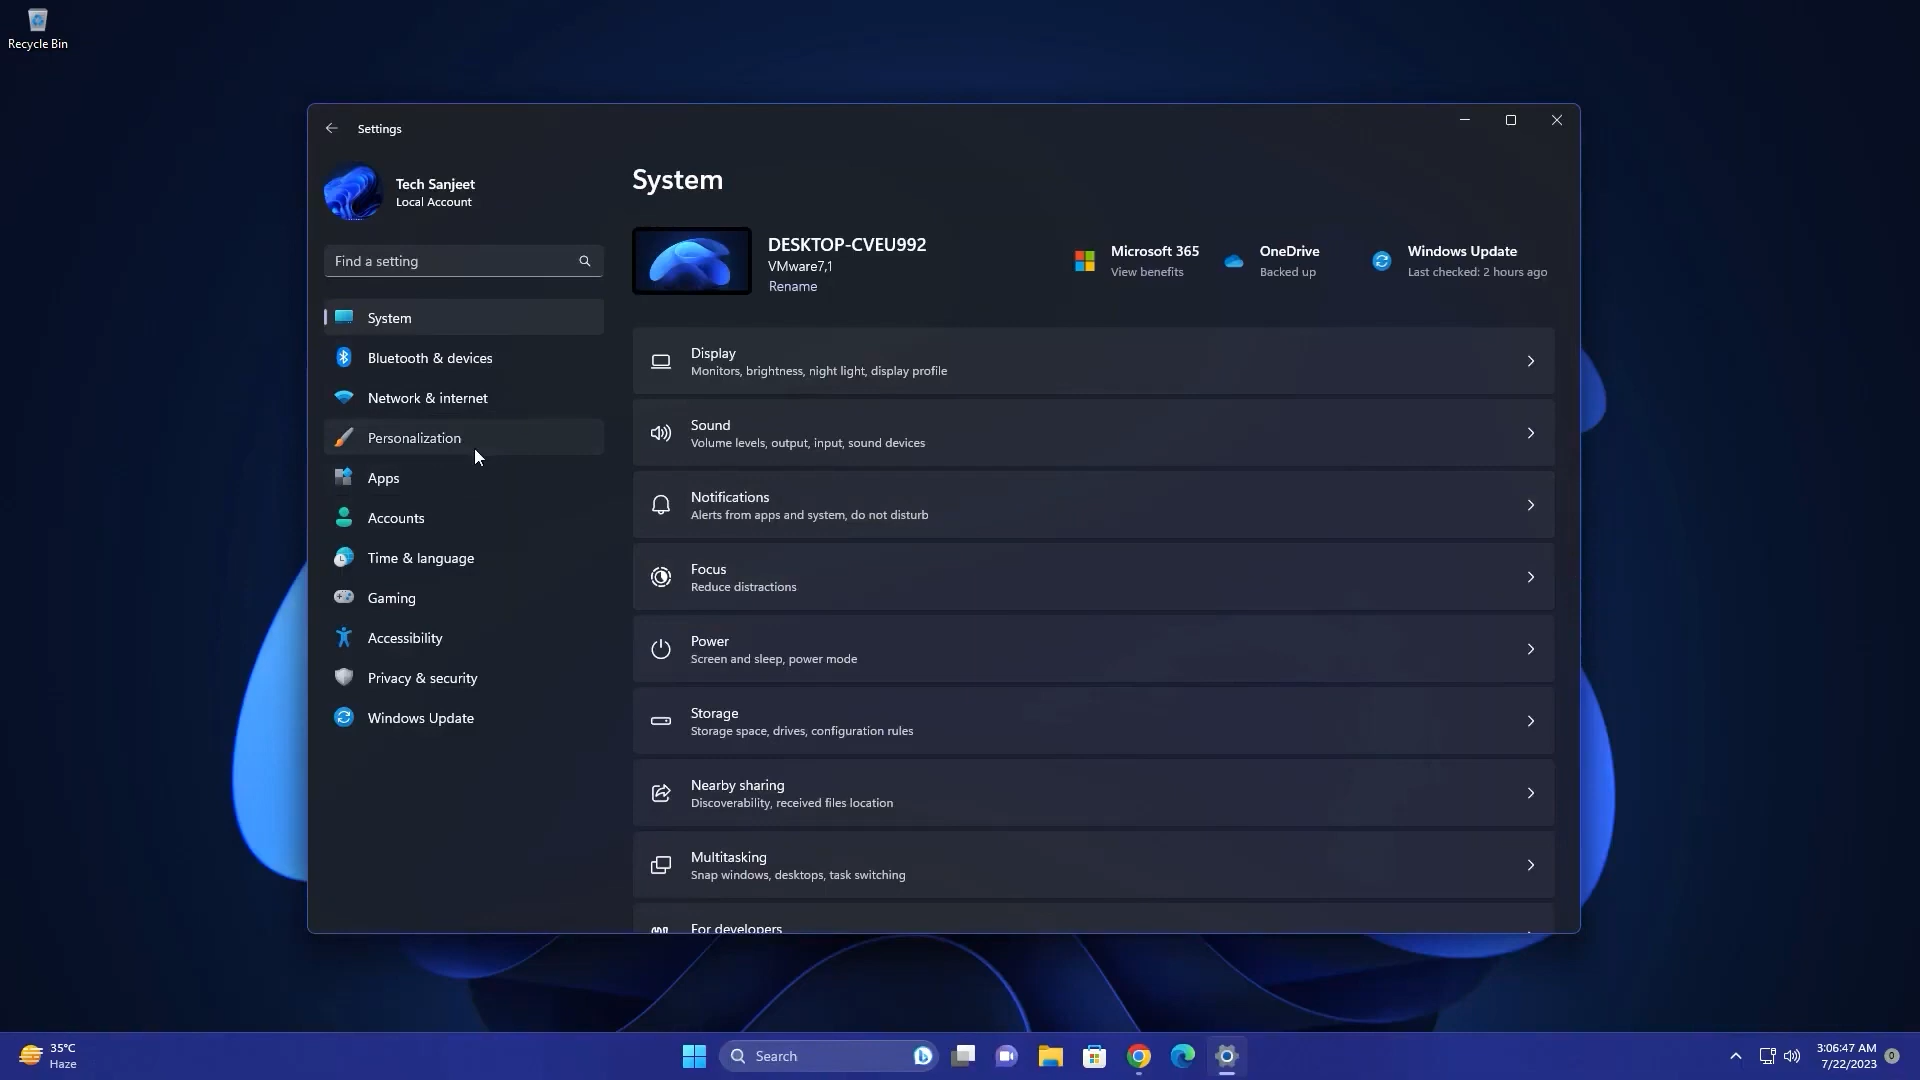 Recycle Bin
Settings
Tech Sanjeet
Local Account
Find a setting
System
Bluetooth & devices
Network & internet
Personalization
Apps
Accounts
Time & language
Gaming
Accessibility
Privacy & security
Windows Update
System
DESKTOP-CVEU992
VMware7,1
Rename
Microsoft 365
View benefits
OneDrive
Backed up
Windows Update
Last checked: 2 hours ago
Display
Monitors, brightness, night light, display profile
Sound
Volume levels, output, input, sound devices
Notifications
Alerts from apps and system, do not disturb
Focus
Reduce distractions
Power
Screen and sleep, power mode
Storage
Storage space, drives, configuration rules
Nearby sharing
Discoverability, received files location
Multitasking
Snap windows, desktops, task switching
For developers
35°C
Haze
Search
3:06:47 AM
7/22/2023
0